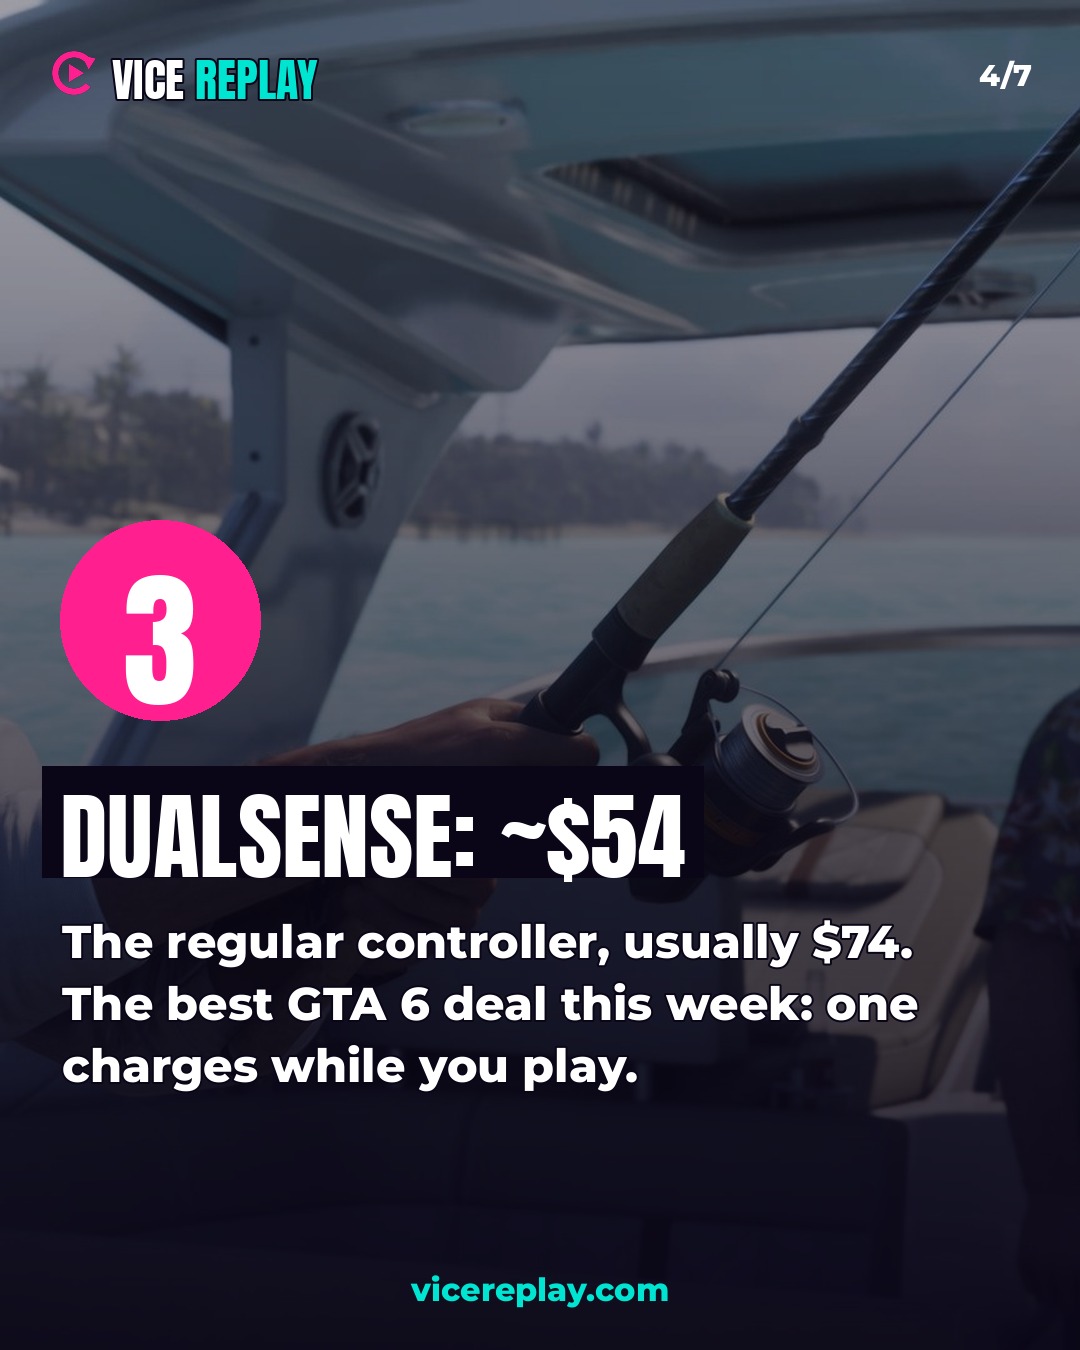 VICE REPLAY
4/7
3
DUALSENSE: ~$54
The regular controller, usually $74.
The best GTA 6 deal this week: one
charges while you play.
vicereplay.com